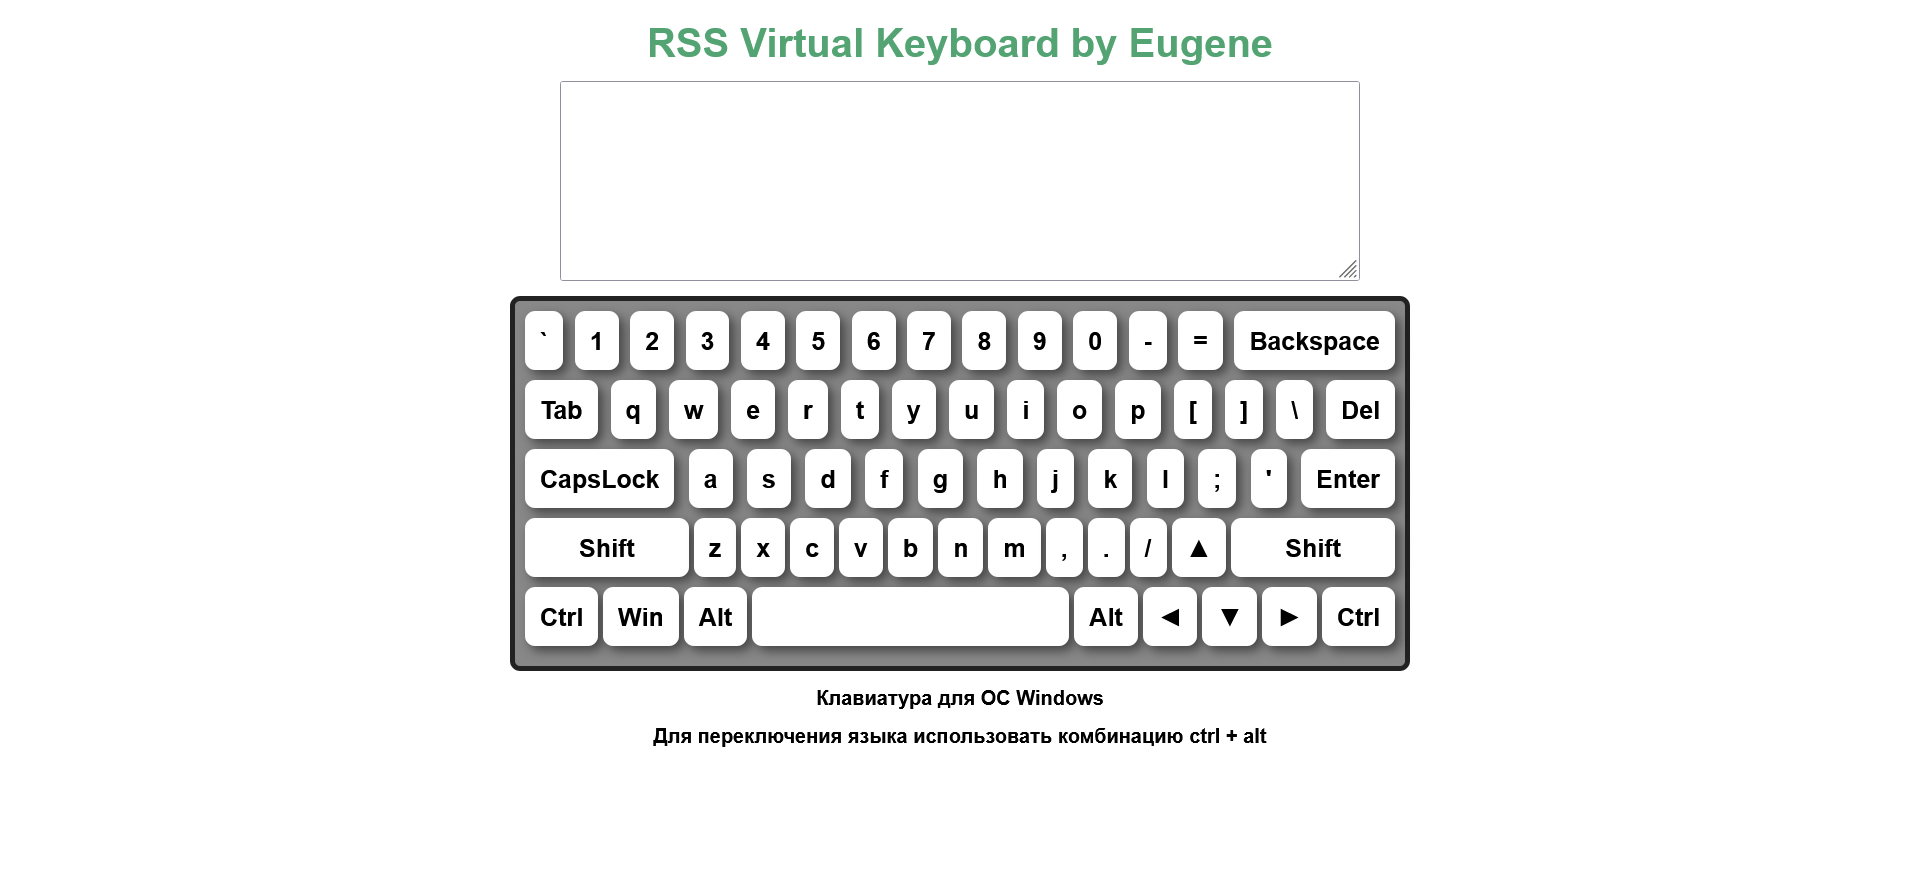 RSS Virtual Keyboard by Eugene
` 1 2 3 4 5 6 7 8 9 0 - = Backspace
Tab q w e r t y u i o p [ ] \ Del
CapsLock a s d f g h j k l ; ' Enter
Shift z x c v b n m , . / ▲ Shift
Ctrl Win Alt Alt ◄ ▼ ► Ctrl
Клавиатура для ОС Windows
Для переключения языка использовать комбинацию ctrl + alt